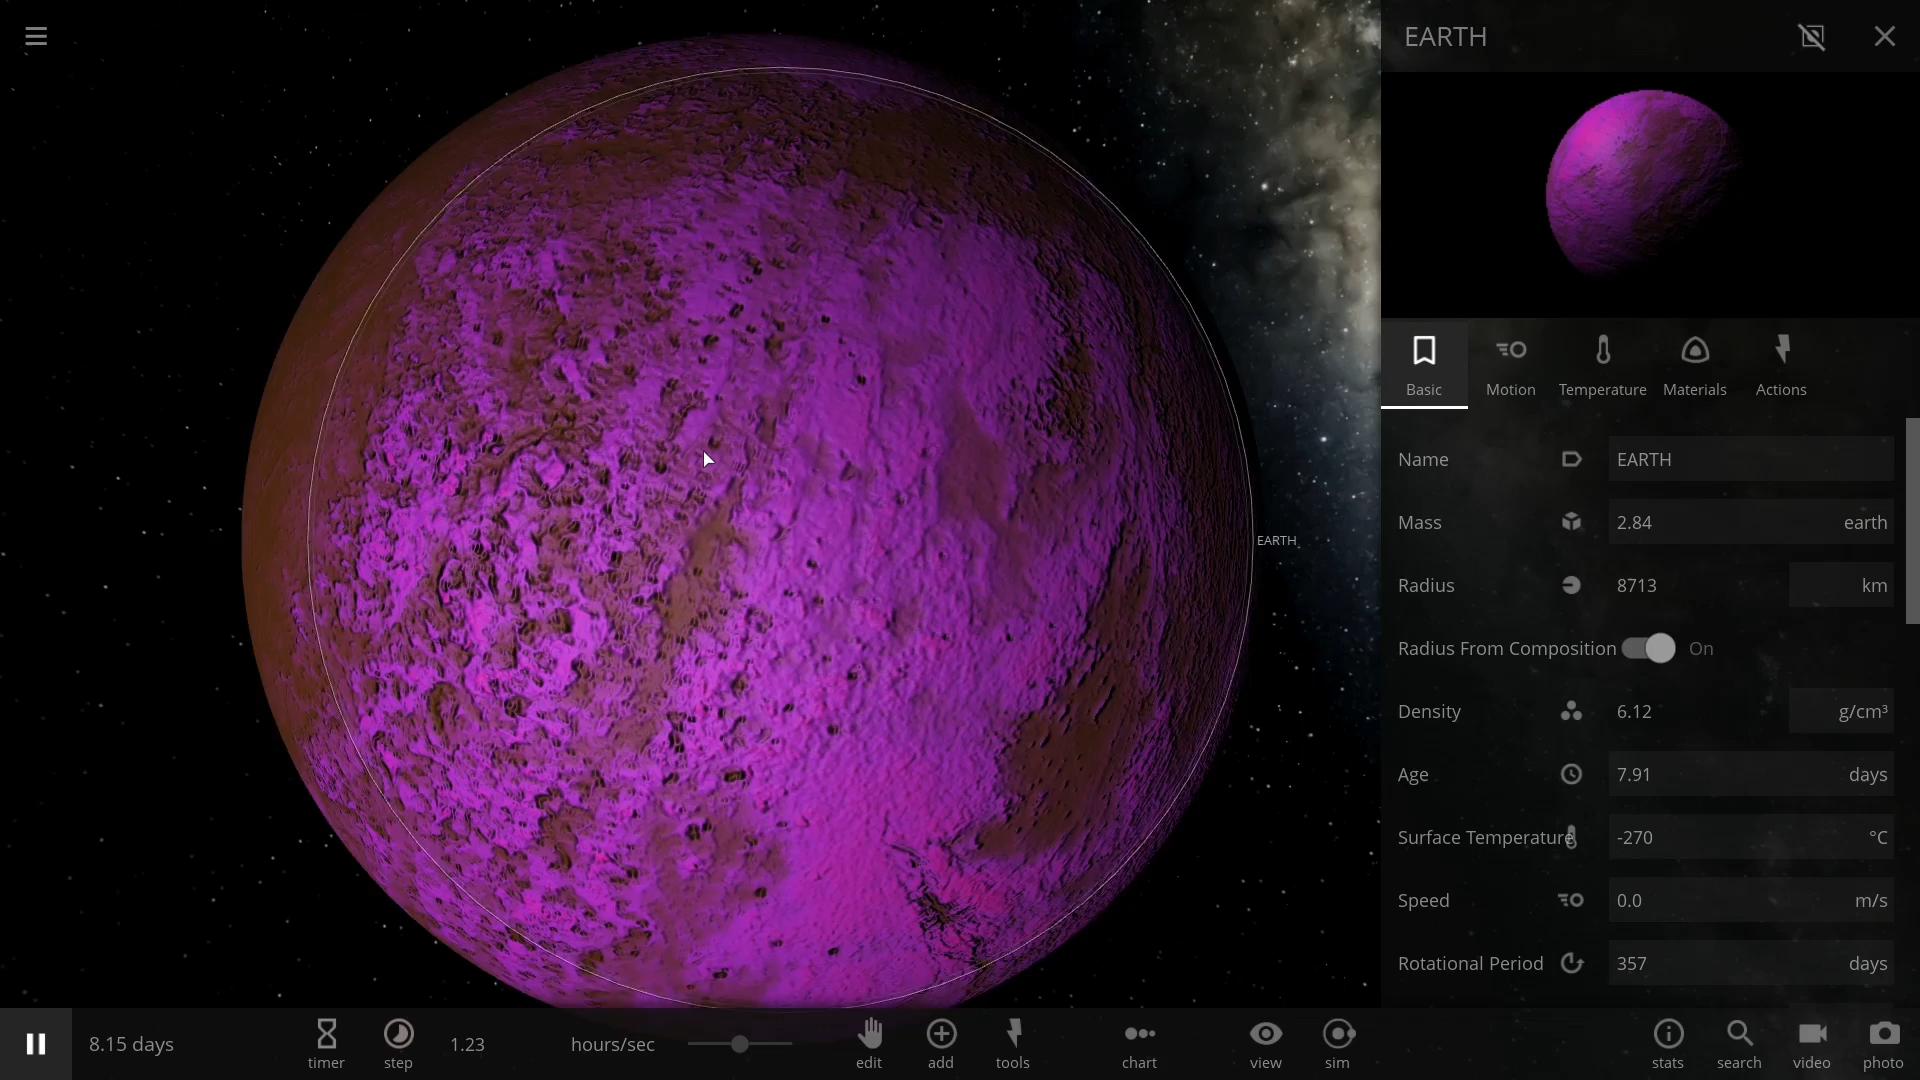 EARTH
Basic
Motion
Temperature
Materials
Actions
Name EARTH
Mass 2.84 earth
Radius 8713 km
Radius From Composition On
Density 6.12 g/cm³
Age 7.91 days
Surface Temperature -270 °C
Speed 0.0 m/s
Rotational Period 357 days
EARTH
8.15 days
timer
step
1.23 hours/sec
edit
add
tools
chart
view
sim
stats
search
video
photo